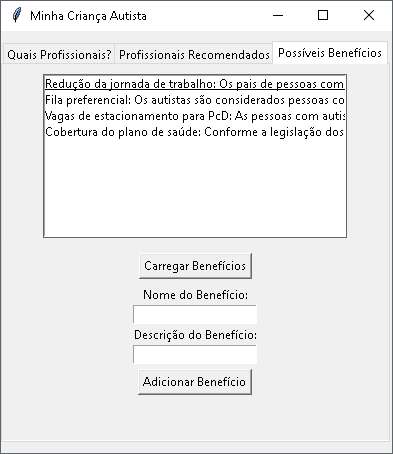 Minha Criança Autista
Quais Profissionais? Profissionais Recomendados Possíveis Benefícios
Redução da jornada de trabalho: Os pais de pessoas com
Fila preferencial: Os autistas são considerados pessoas co
Vagas de estacionamento para PcD: As pessoas com autis
Cobertura do plano de saúde: Conforme a legislação dos
Carregar Benefícios
Nome do Benefício:
Descrição do Benefício:
Adicionar Benefício